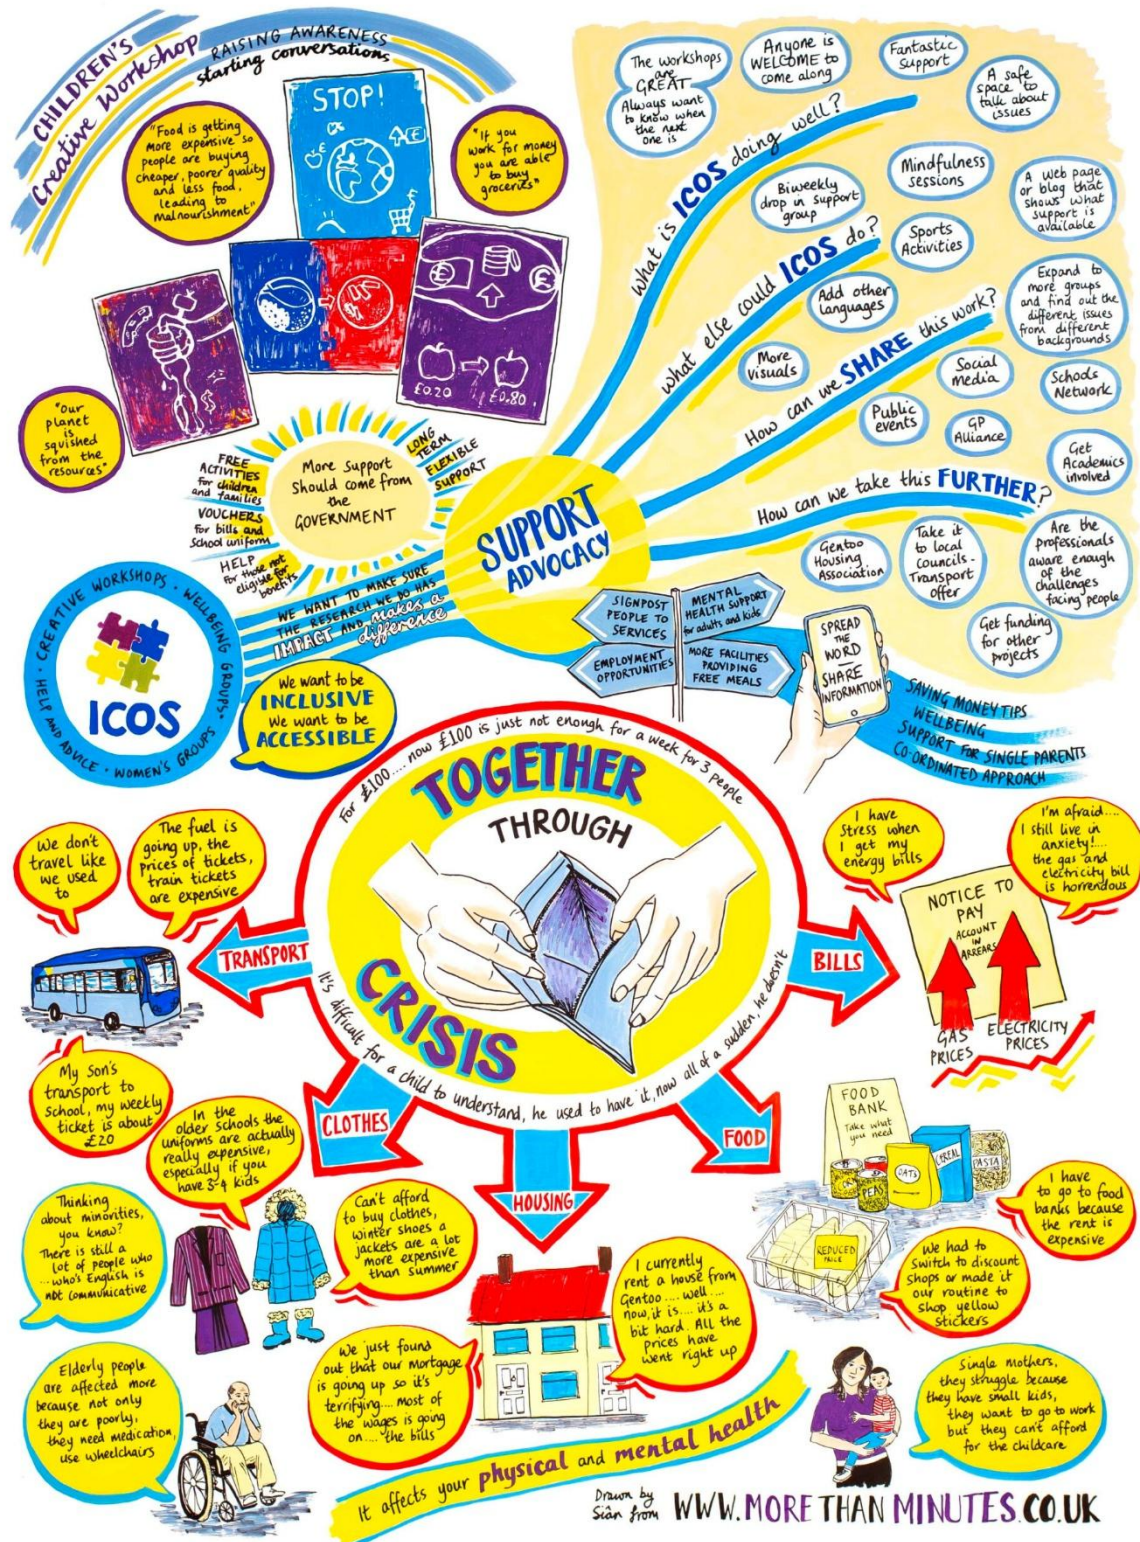 CHILDREN'S
Creative Workshop
RAISING AWARENESS
starting conversations
"Food is getting
more expensive so
people are buying
cheaper, poorer quality
and less food,
leading to
malnourishment"
STOP!
"If you
work for money
you are able
to buy
groceries"
£0.20
£0.80
"Our
planet
is
squished
from the
resources"
FREE
ACTIVITIES
for children
and families
VOUCHERS
for bills and
school uniform
HELP
for those not
eligible for
benefits
More support
should come from
the
GOVERNMENT
LONG
TERM
FLEXIBLE
SUPPORT
SUPPORT
ADVOCACY
What is ICOS doing well?
The workshops
are
GREAT
Always want
to know when
the next
one is
Anyone is
WELCOME to
come along
Fantastic
Support
A safe
space to
talk about
issues
What else could ICOS do?
Biweekly
drop in support
group
Mindfulness
sessions
Sports
Activities
A web page
or blog that
shows what
support is
available
How can we SHARE this work?
Add other
languages
More
visuals
Expand to
more groups
and find out the
different issues
from different
backgrounds
Social
media
Schools
Network
Public
events
GP
Alliance
Get
Academics
involved
How can we take this FURTHER?
Gentoo
Housing
Association
Take it
to local
councils -
Transport
offer
Are the
professionals
aware enough
of the
challenges
facing people
Get funding
for other
projects
CREATIVE WORKSHOPS · WELLBEING GROUPS · WOMEN'S GROUPS · HELP AND ADVICE ·
ICOS
WE WANT TO MAKE SURE
THE RESEARCH WE DO HAS
IMPACT AND makes a
difference
We want to be
INCLUSIVE
We want to be
ACCESSIBLE
SIGNPOST
PEOPLE TO
SERVICES
MENTAL
HEALTH SUPPORT
for adults and kids
EMPLOYMENT
OPPORTUNITIES
MORE FACILITIES
PROVIDING
FREE MEALS
SPREAD
THE
WORD
—
SHARE
INFORMATION
SAVING MONEY TIPS
WELLBEING
SUPPORT FOR SINGLE PARENTS
CO-ORDINATED APPROACH
For £100.... now £100 is just not enough for a week for 3 people
TOGETHER
THROUGH
CRISIS
It's difficult for a child to understand, he used to have it, now all of a sudden, he doesn't
TRANSPORT
We don't
travel like
we used
to
The fuel is
going up, the
prices of tickets,
train tickets
are expensive
My son's
transport to
school, my weekly
ticket is about
£20
BILLS
I have
stress when
I get my
energy bills
I'm afraid....
I still live in
anxiety!....
the gas and
electricity bill
is horrendous
NOTICE TO
PAY
ACCOUNT
IN
ARREARS
GAS
PRICES
ELECTRICITY
PRICES
CLOTHES
In the
older schools the
uniforms are actually
really expensive,
especially if you
have 3-4 kids
Can't afford
to buy clothes,
winter shoes &
jackets are a lot
more expensive
than summer
Thinking
about minorities,
you know?
There is still a
lot of people who
... who's English is
not communicative
HOUSING
I currently
rent a house from
Gentoo .... well ....
now, it is .... it's a
bit hard. All the
prices have
went right up
We just found
out that our mortgage
is going up so it's
terrifying.... most of
the wages is going
on.... the bills
FOOD
FOOD
BANK
Take what
you need
PEAS
OATS
CEREAL
PASTA
REDUCED
PRICE
I have
to go to food
banks because
the rent is
expensive
We had to
switch to discount
shops or made it
our routine to
shop yellow
stickers
Elderly people
are affected more
because not only
they are poorly,
they need medication,
use wheelchairs
Single mothers,
they struggle because
they have small kids,
they want to go to work
but they can't afford
for the childcare
It affects your physical and mental health
Drawn by
Siân from
WWW.MORETHANMINUTES.CO.UK